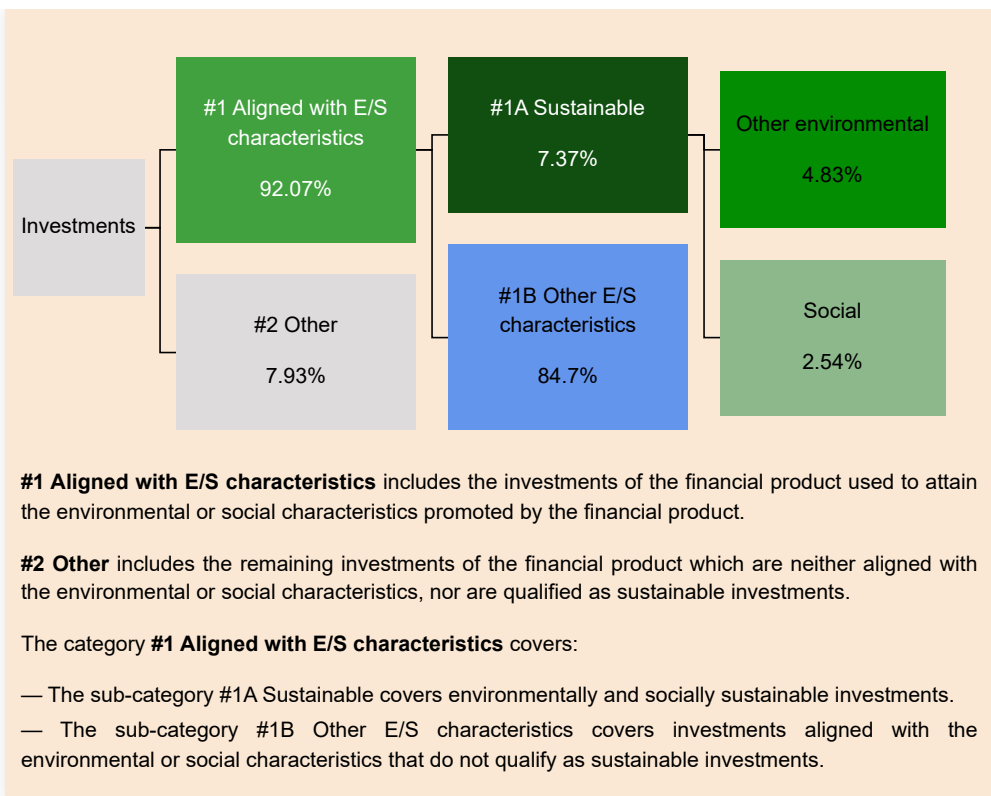 Investments
#1 Aligned with E/S
characteristics
92.07%
#2 Other
7.93%
#1A Sustainable
7.37%
#1B Other E/S
characteristics
84.7%
Other environmental
4.83%
Social
2.54%
#1 Aligned with E/S characteristics includes the investments of the financial product used to attain
the environmental or social characteristics promoted by the financial product.
#2 Other includes the remaining investments of the financial product which are neither aligned with
the environmental or social characteristics, nor are qualified as sustainable investments.
The category #1 Aligned with E/S characteristics covers:
— The sub-category #1A Sustainable covers environmentally and socially sustainable investments.
— The sub-category #1B Other E/S characteristics covers investments aligned with the
environmental or social characteristics that do not qualify as sustainable investments.